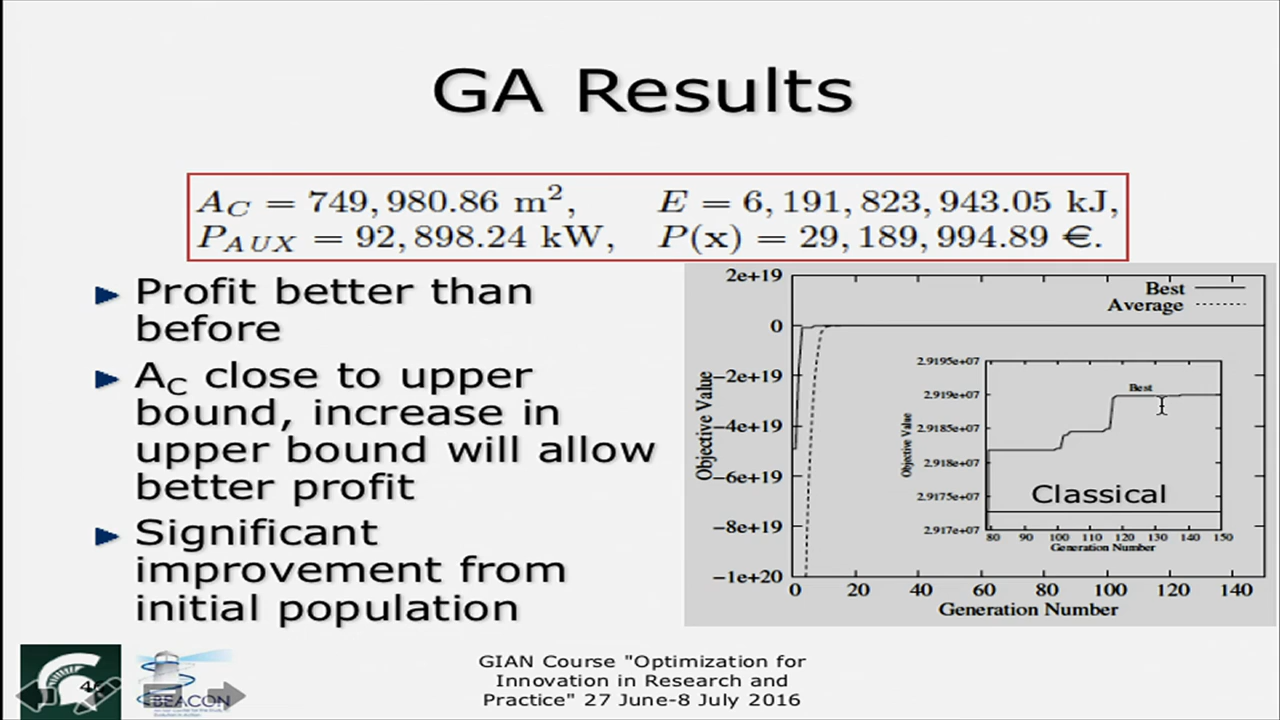 GA Results
A_C = 749,980.86 m², E = 6,191,823,943.05 kJ,
P_AUX = 92,898.24 kW, P(x) = 29,189,994.89 €.
Profit better than
before
A_C close to upper
bound, increase in
upper bound will allow
better profit
Significant
improvement from
initial population
2e+19
0
−2e+19
−4e+19
−6e+19
−8e+19
−1e+20
Objective Value
Best
Average
0 20 40 60 80 100 120 140
Generation Number
2.9195e+07
2.919e+07
2.9185e+07
2.918e+07
2.9175e+07
2.917e+07
Objective Value
Best
Classical
80 90 100 110 120 130 140 150
Generation Number
BEACON
GIAN Course "Optimization for
Innovation in Research and
Practice" 27 June-8 July 2016